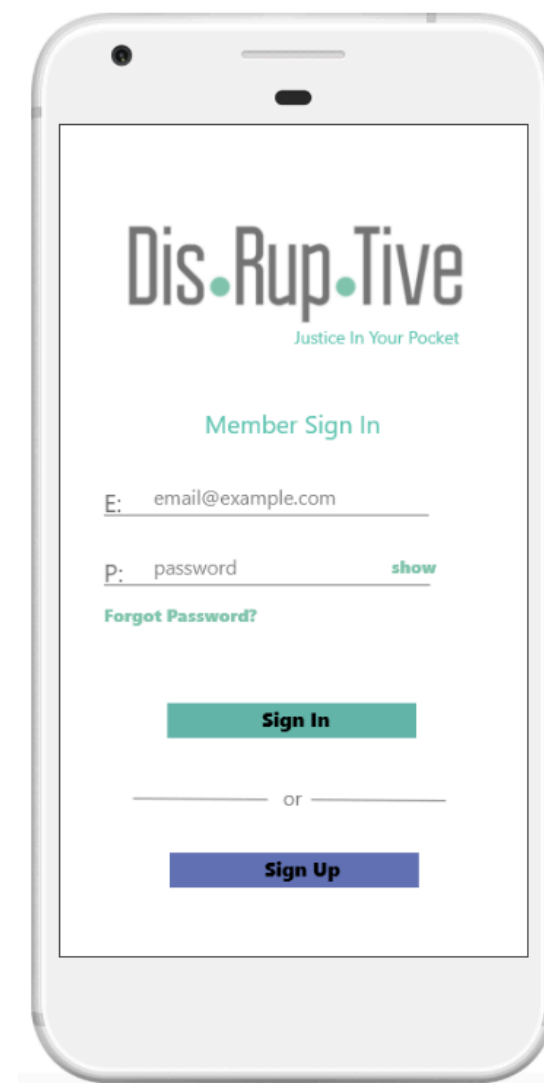 Dis•Rup•Tive
Justice In Your Pocket
Member Sign In
E: email@example.com
P: password show
Forgot Password?
Sign In
or
Sign Up